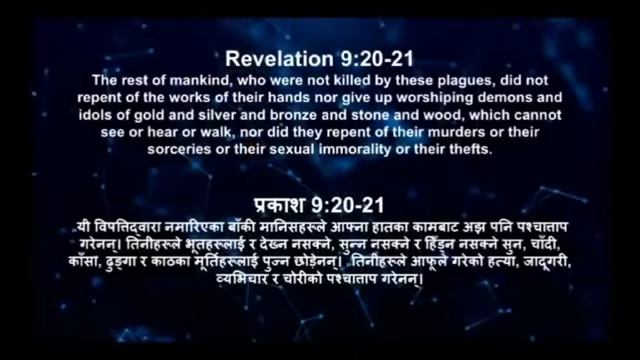 Revelation 9:20-21
The rest of mankind, who were not killed by these plagues, did not
repent of the works of their hands nor give up worshiping demons and
idols of gold and silver and bronze and stone and wood, which cannot
see or hear or walk, nor did they repent of their murders or their
sorceries or their sexual immorality or their thefts.
प्रकाश 9:20-21
यी विपत्तिद्वारा नमारिएका बाँकी मानिसहरूले आफ्ना हातका कामबाट अझ पनि पश्चाताप
गरेनन्। तिनीहरूले भूतहरूलाई र देख्न नसक्ने, सुन्न नसक्ने र हिँड्न नसक्ने सुन, चाँदी,
काँसा, ढुङ्गा र काठका मूर्तिहरूलाई पुज्न छोडेनन्। तिनीहरूले आफूले गरेको हत्या, जादूगरी,
व्यभिचार र चोरीको पश्चाताप गरेनन्।